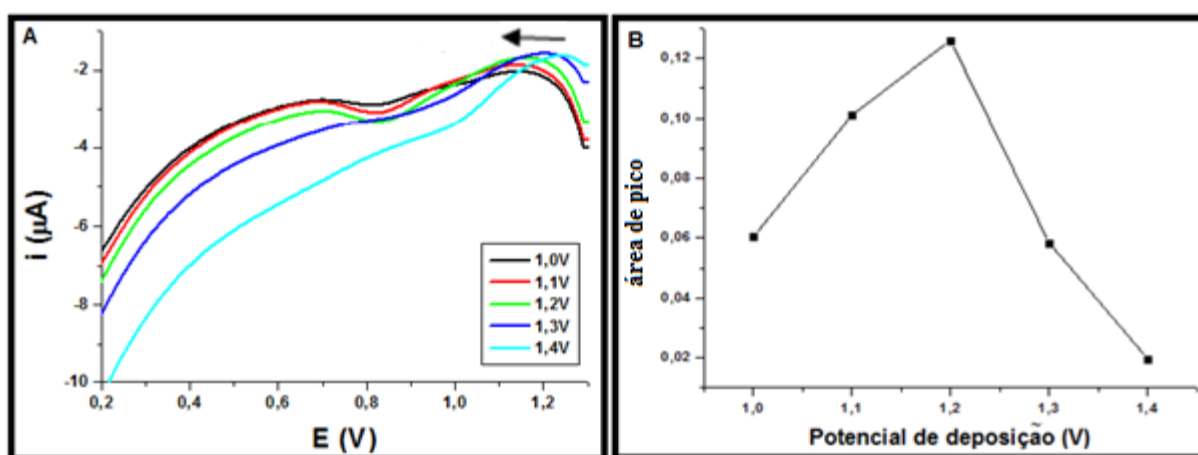 A
i (μA)
-2
-4
-6
-8
-10
1,0V
1,1V
1,2V
1,3V
1,4V
0,2 0,4 0,6 0,8 1,0 1,2
E (V)
B
área de pico
0,12
0,10
0,08
0,06
0,04
0,02
1,0 1,1 1,2 1,3 1,4
Potencial de deposição (V)